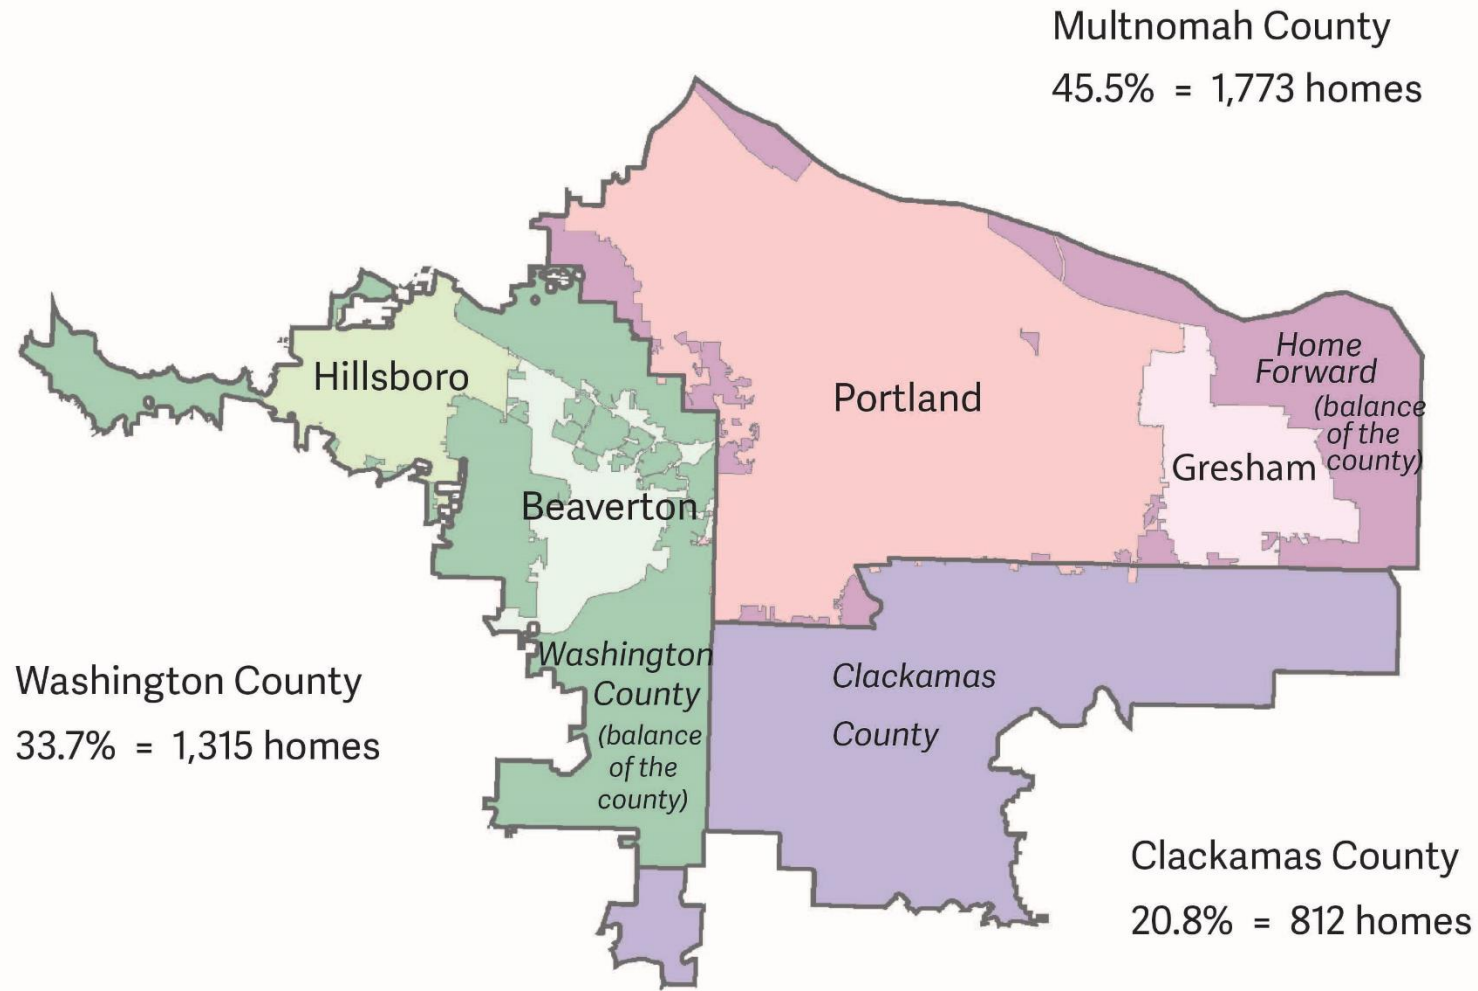 Multnomah County
45.5% = 1,773 homes
Home
Forward
(balance
of the
county)
Hillsboro
Portland
Gresham
Beaverton
Washington
County
(balance
of the
county)
Clackamas
County
Washington County
33.7% = 1,315 homes
Clackamas County
20.8% = 812 homes